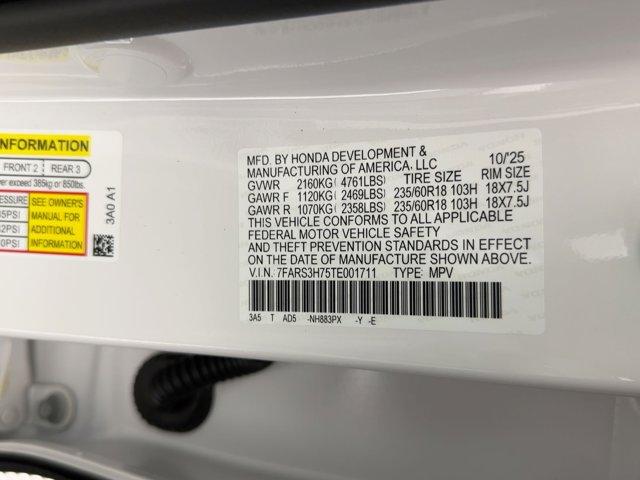 INFORMATION
FRONT 2 REAR 3
exceed 385kg or 850lbs.
SEE OWNER'S
MANUAL FOR
ADDITIONAL
INFORMATION
3A0 A1
MFD. BY HONDA DEVELOPMENT & 10/'25
MANUFACTURING OF AMERICA, LLC
GVWR 2160KG( 4761LBS) TIRE SIZE RIM SIZE
GAWR F 1120KG( 2469LBS) 235/60R18 103H 18X7.5J
GAWR R 1070KG( 2358LBS) 235/60R18 103H 18X7.5J
THIS VEHICLE CONFORMS TO ALL APPLICABLE
FEDERAL MOTOR VEHICLE SAFETY
AND THEFT PREVENTION STANDARDS IN EFFECT
ON THE DATE OF MANUFACTURE SHOWN ABOVE.
V.I.N. 7FARS3H75TE001711 TYPE: MPV
3A5 T AD5 -NH883PX -Y -E